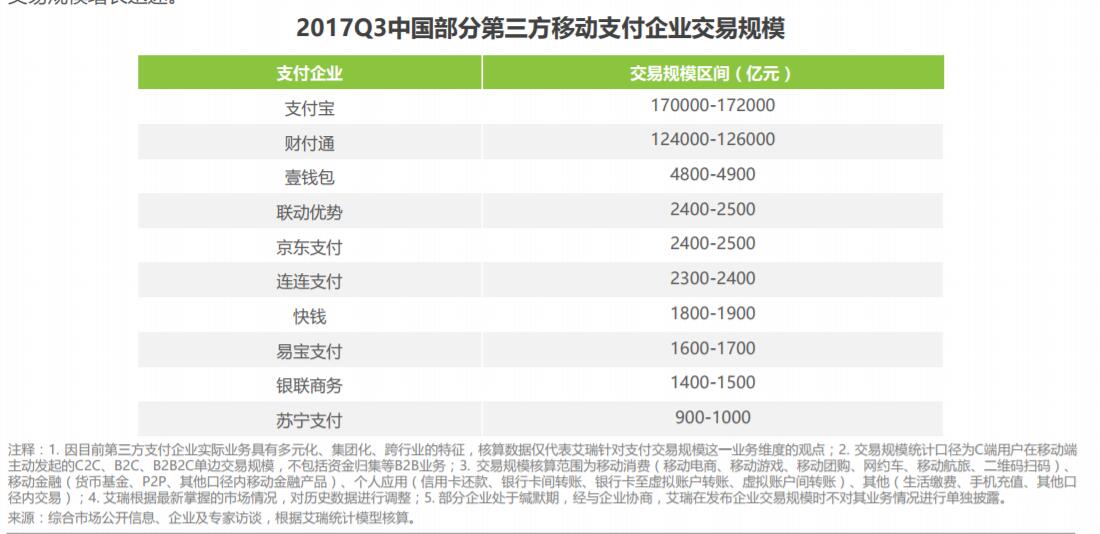 交易规模增长迅速。
2017Q3中国部分第三方移动支付企业交易规模
支付企业 交易规模区间（亿元）
支付宝 170000-172000
财付通 124000-126000
壹钱包 4800-4900
联动优势 2400-2500
京东支付 2400-2500
连连支付 2300-2400
快钱 1800-1900
易宝支付 1600-1700
银联商务 1400-1500
苏宁支付 900-1000
注释：1. 因目前第三方支付企业实际业务具有多元化、集团化、跨行业的特征，核算数据仅代表艾瑞针对支付交易规模这一业务维度的观点；2. 交易规模统计口径为C端用户在移动端
主动发起的C2C、B2C、B2B2C单边交易规模，不包括资金归集等B2B业务；3. 交易规模核算范围为移动消费（移动电商、移动游戏、移动团购、网约车、移动航旅、二维码扫码）、
移动金融（货币基金、P2P、其他口径内移动金融产品）、个人应用（信用卡还款、银行卡间转账、银行卡至虚拟账户转账、虚拟账户间转账）、其他（生活缴费、手机充值、其他口
径内交易）；4. 艾瑞根据最新掌握的市场情况，对历史数据进行调整；5. 部分企业处于缄默期，经与企业协商，艾瑞在发布企业交易规模时不对其业务情况进行单独披露。
来源：综合市场公开信息、企业及专家访谈，根据艾瑞统计模型核算。